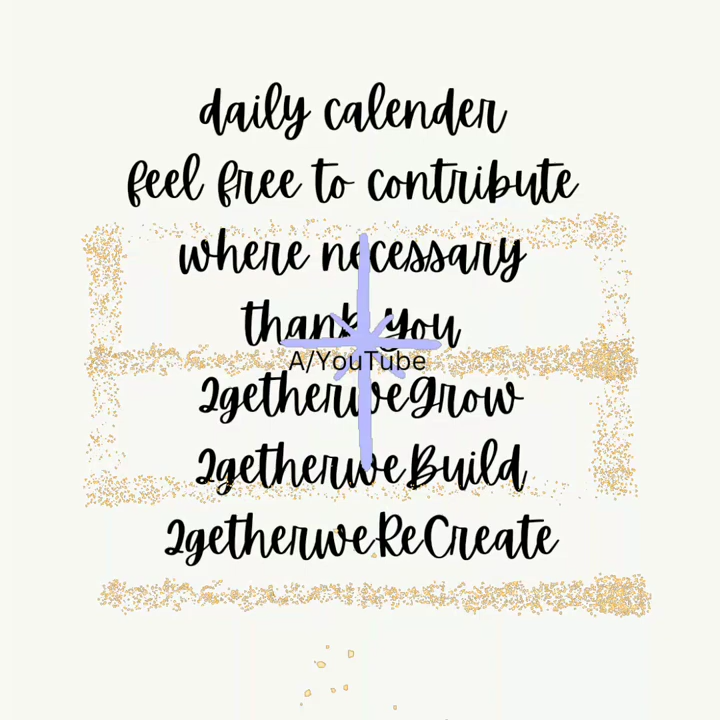 daily calender
feel free to contribute
where necessary
thank you
A/YouTube
2getherweGrow
2getherweBuild
2getherweReCreate